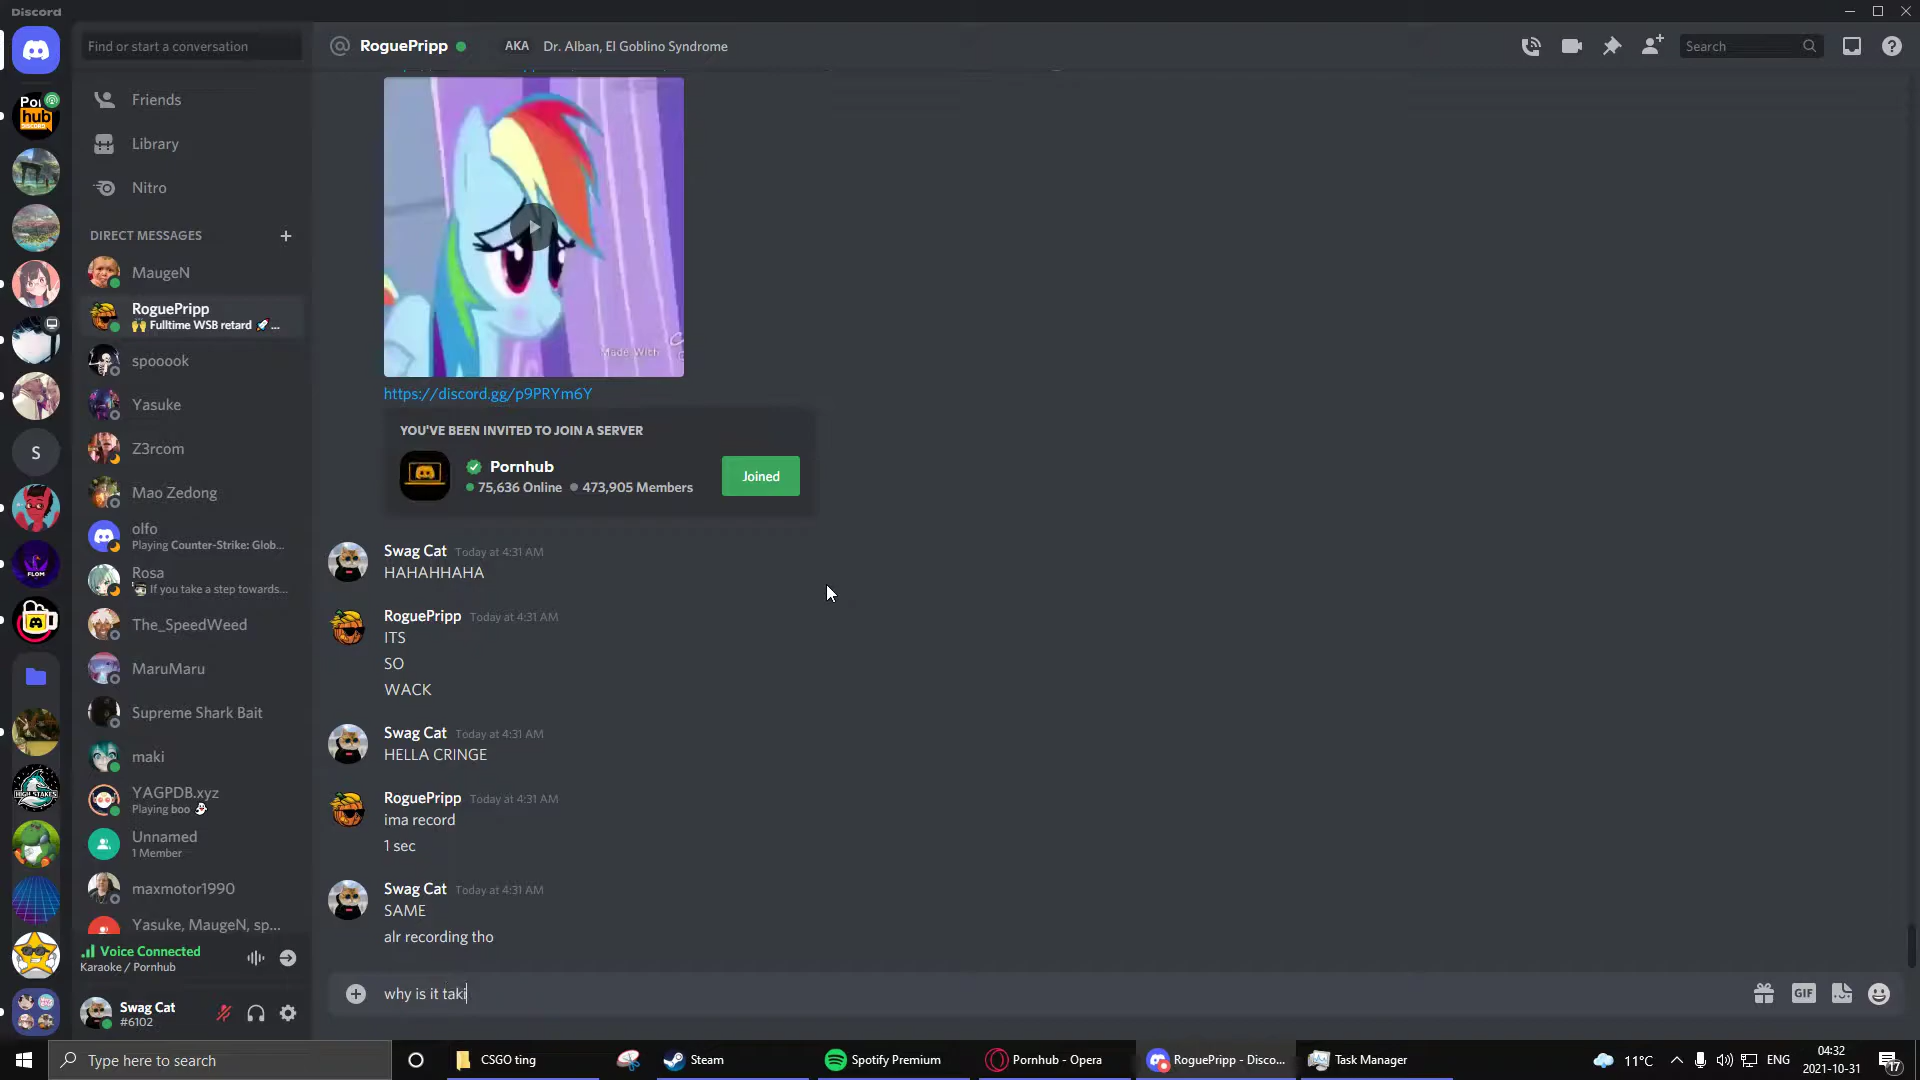 Discord
Find or start a conversation
RoguePripp
AKA Dr. Alban, El Goblino Syndrome
Search
Friends
Library
Nitro
DIRECT MESSAGES
MaugeN
RoguePripp
🙌 Fulltime WSB retard 🚀...
spooook
Yasuke
Z3rcom
Mao Zedong
olfo
Playing Counter-Strike: Glob...
Rosa
If you take a step towards...
The_SpeedWeed
MaruMaru
Supreme Shark Bait
maki
YAGPDB.xyz
Playing boo 👻
Unnamed
1 Member
maxmotor1990
Yasuke, MaugeN, sp...
Voice Connected
Karaoke / Pornhub
Swag Cat
#6102
hub
S
FLOM
HIGH STAKES
Made With
https://discord.gg/p9PRYm6Y
YOU'VE BEEN INVITED TO JOIN A SERVER
Pornhub
75,636 Online 473,905 Members
Joined
Swag Cat Today at 4:31 AM
HAHAHHAHA
RoguePripp Today at 4:31 AM
ITS
SO
WACK
Swag Cat Today at 4:31 AM
HELLA CRINGE
RoguePripp Today at 4:31 AM
ima record
1 sec
Swag Cat Today at 4:31 AM
SAME
alr recording tho
why is it taki
GIF
Type here to search
CSGO ting
Steam
Spotify Premium
Pornhub - Opera
RoguePripp - Disco...
Task Manager
11°C
ENG
04:32
2021-10-31
17